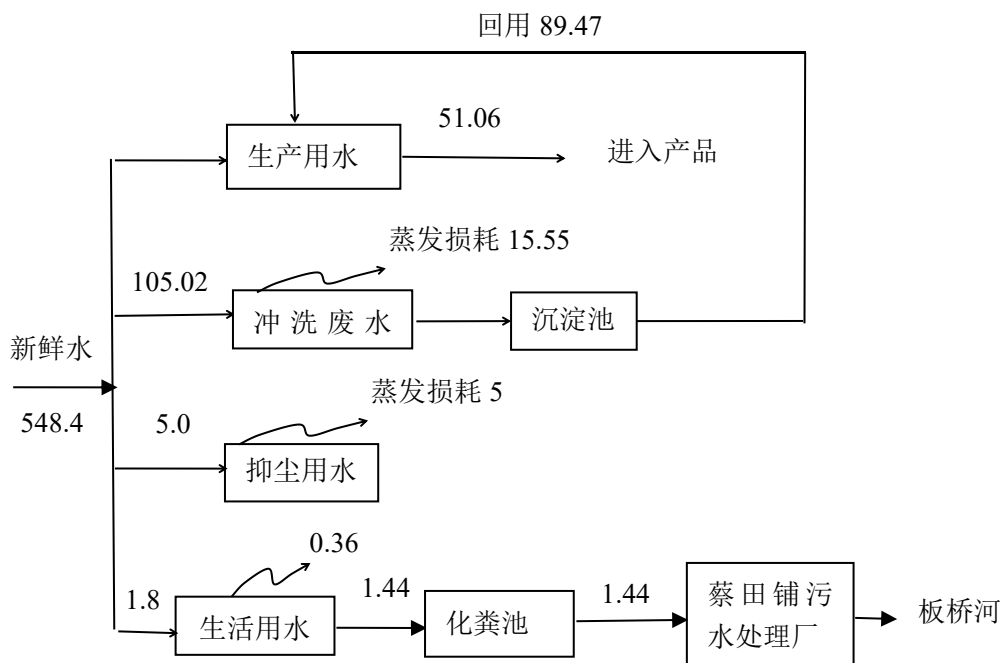 回用 89.47
51.06
生产用水
进入产品
蒸发损耗 15.55
105.02
冲洗废水
沉淀池
新鲜水
548.4
蒸发损耗 5
5.0
抑尘用水
0.36
1.8
生活用水
1.44
化粪池
1.44
蔡田铺污
水处理厂
板桥河